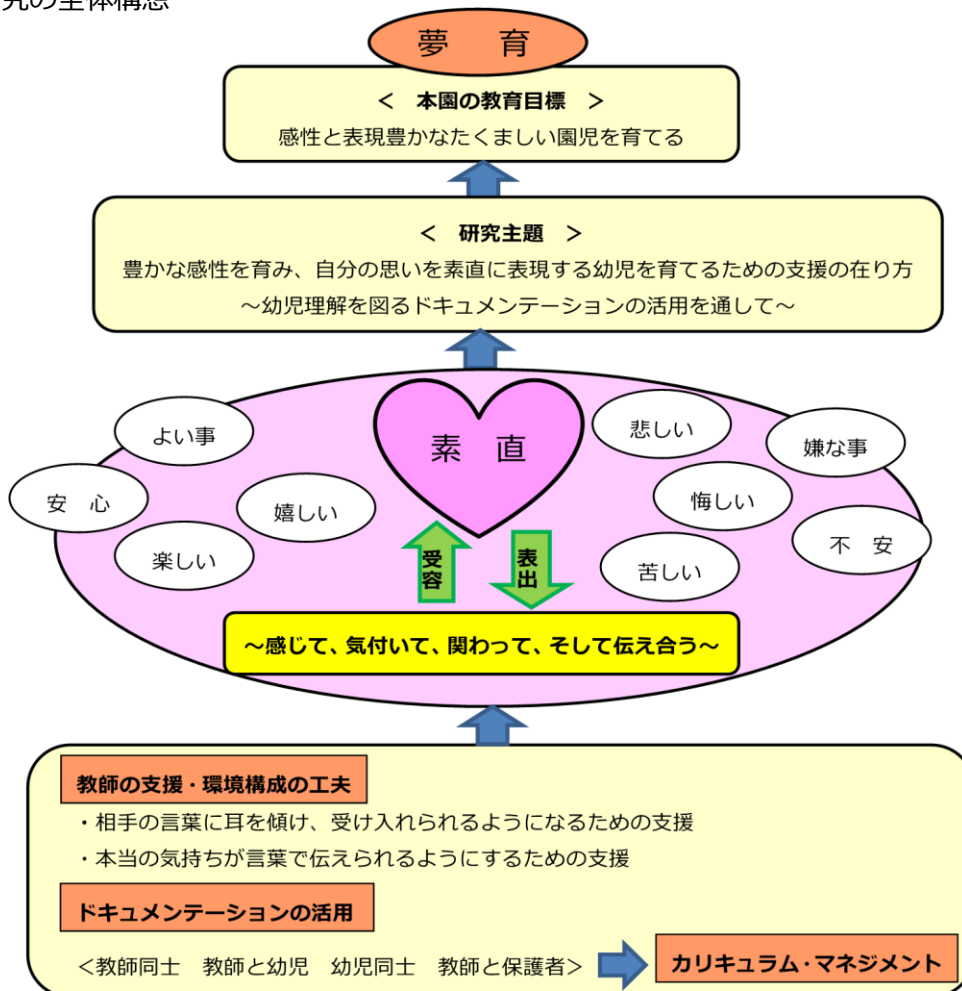 究の全体構想
夢　育
＜　本園の教育目標　＞
感性と表現豊かなたくましい園児を育てる
＜　研究主題　＞
豊かな感性を育み、自分の思いを素直に表現する幼児を育てるための支援の在り方
～幼児理解を図るドキュメンテーションの活用を通して～
素　直
よい事
安　心
嬉しい
楽しい
悲しい
嫌な事
悔しい
不　安
苦しい
受容
表出
～感じて、気付いて、関わって、そして伝え合う～
教師の支援・環境構成の工夫
・相手の言葉に耳を傾け、受け入れられるようになるための支援
・本当の気持ちが言葉で伝えられるようにするための支援
ドキュメンテーションの活用
＜教師同士　教師と幼児　幼児同士　教師と保護者＞
カリキュラム・マネジメント